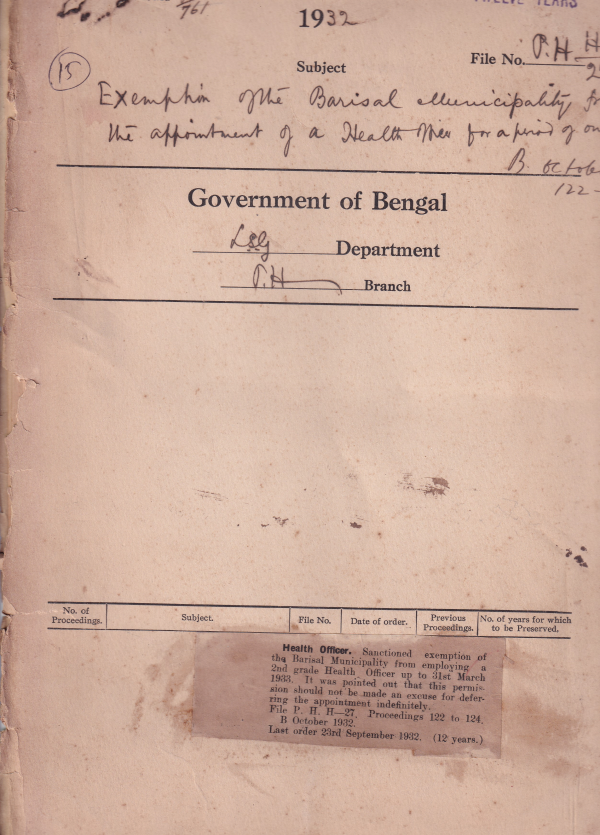 761
TWELVE YEARS
1932
15
Subject
File No. P.H H
2
Exemption of the Barisal Municipality fr
the appointment of a Health Officer for a period of on
B. Octobe
122-
Government of Bengal
LSG Department
P.H Branch
No. of Proceedings.
Subject.
File No.
Date of order.
Previous Proceedings.
No. of years for which to be Preserved.
Health Officer. Sanctioned exemption of
the Barisal Municipality from employing a
2nd grade Health Officer up to 31st March
1933. It was pointed out that this permis-
sion should not be made an excuse for defer-
ring the appointment indefinitely.
File P. H. H—27, Proceedings 122 to 124,
B October 1932.
Last order 23rd September 1932. (12 years.)